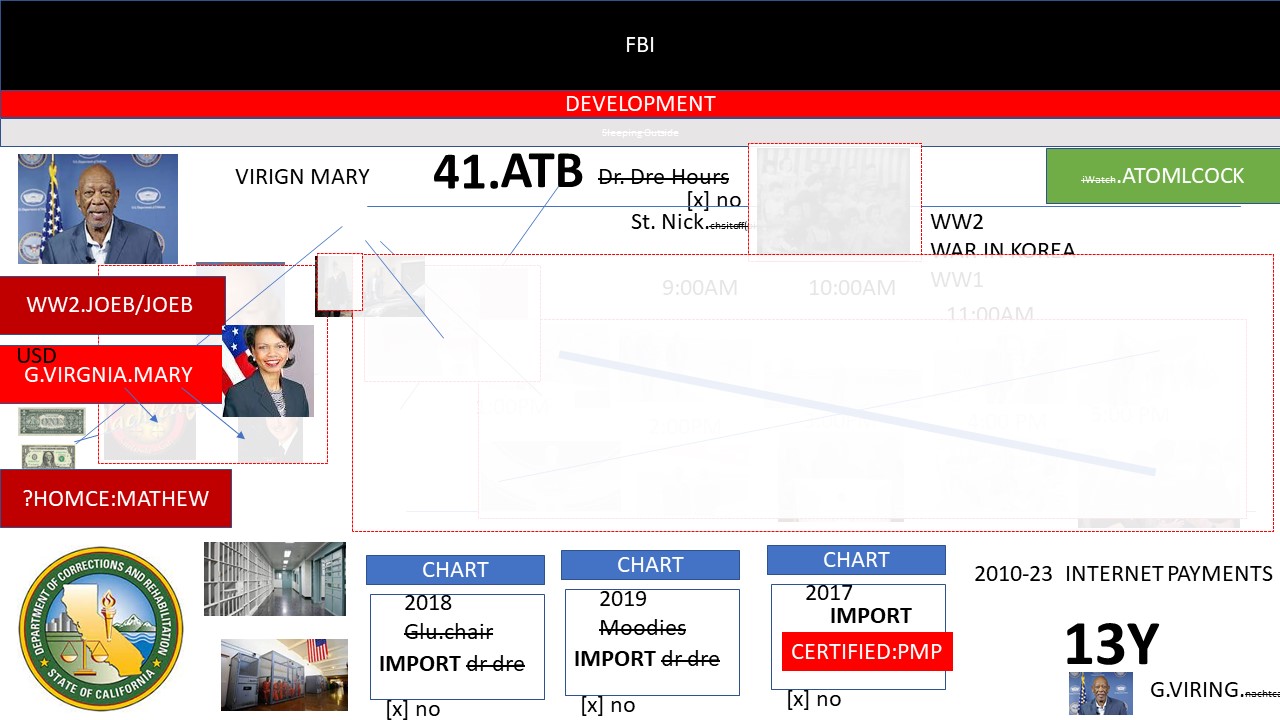 FBI
DEVELOPMENT
Sleeping Outside
VIRIGN MARY
41.ATB
Dr. Dre Hours
[x] no
St. Nick.
iWatch.ATOMLCOCK
WW2
WAR IN KOREA
WW1
9:00AM
10:00AM
11:00AM
WW2.JOEB/JOEB
USD
G.VIRGNIA.MARY
2:00PM
?HOMCE:MATHEW
DEPARTMENT OF CORRECTIONS AND REHABILITATION
STATE OF CALIFORNIA
CHART
2018
Glu.chair
IMPORT dr dre
[x] no
CHART
2019
Moodies
IMPORT dr dre
[x] no
CHART
2017
IMPORT
CERTIFIED:PMP
[x] no
2010-23 INTERNET PAYMENTS
13Y
G.VIRING.